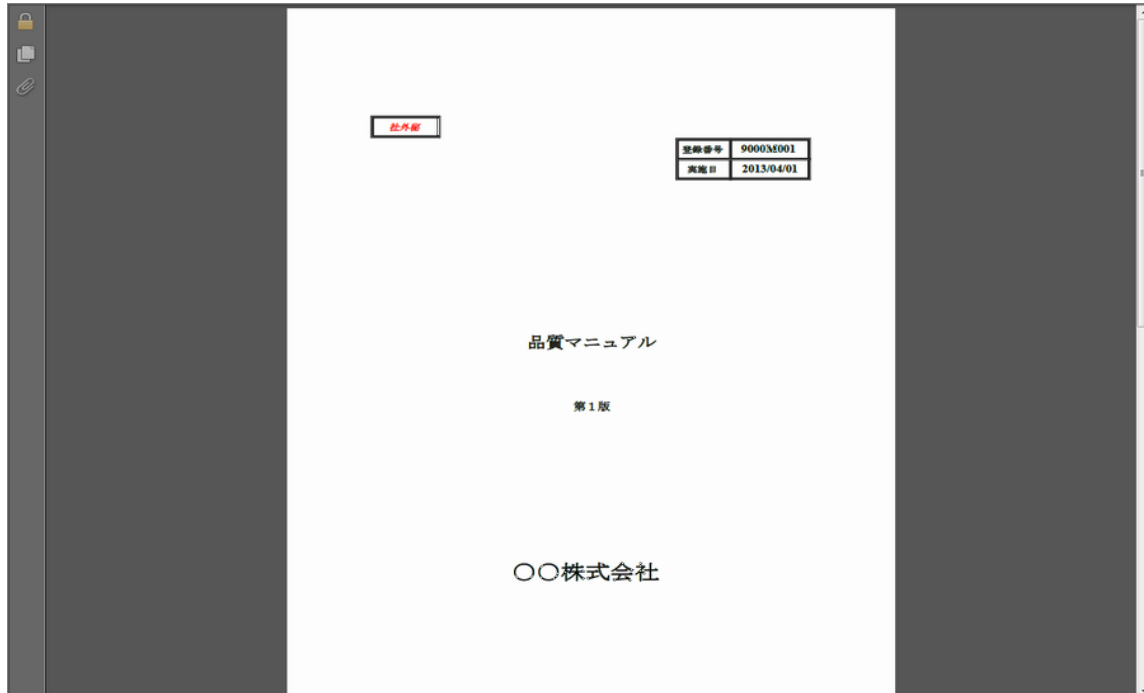 社外秘
登録番号 9000M001
実施日 2013/04/01
品質マニュアル
第1版
〇〇株式会社